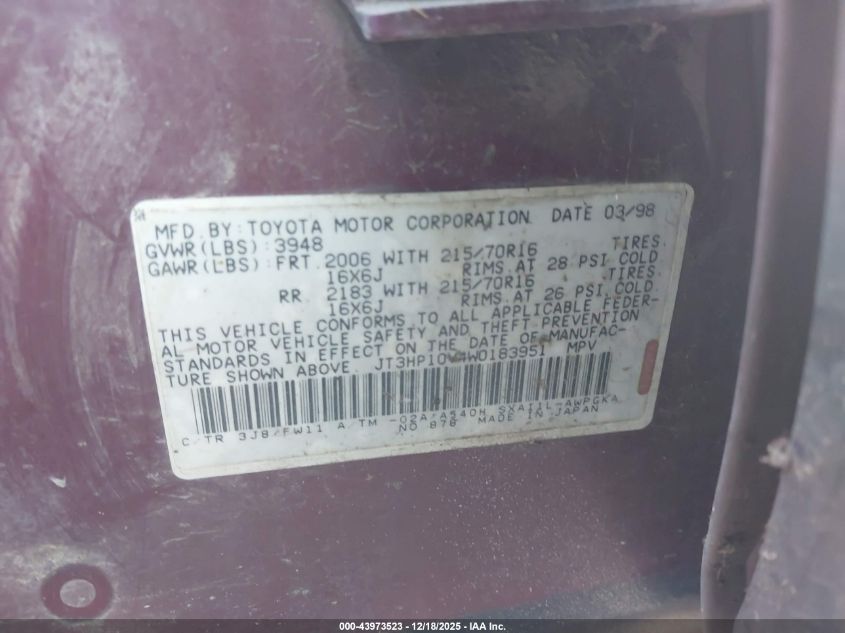 MFD. BY: TOYOTA MOTOR CORPORATION DATE 03/98
GVWR(LBS): 3948
GAWR(LBS): FRT. 2006 WITH 215/70R16 TIRES.
16X6J RIMS. AT 28 PSI COLD
RR. 2183 WITH 215/70R16 TIRES.
16X6J RIMS. AT 26 PSI COLD.
THIS VEHICLE CONFORMS TO ALL APPLICABLE FEDER-
AL MOTOR VEHICLE SAFETY AND THEFT PREVENTION
STANDARDS IN EFFECT ON THE DATE OF MANUFAC-
TURE SHOWN ABOVE. JT3HP10V4W0183951 MPV
C/TR 3J8/FW11 A/TM -02A/A540H SXA11L-AWPGKA
NO 878 MADE IN JAPAN
000-43973523 - 12/18/2025 - IAA Inc.